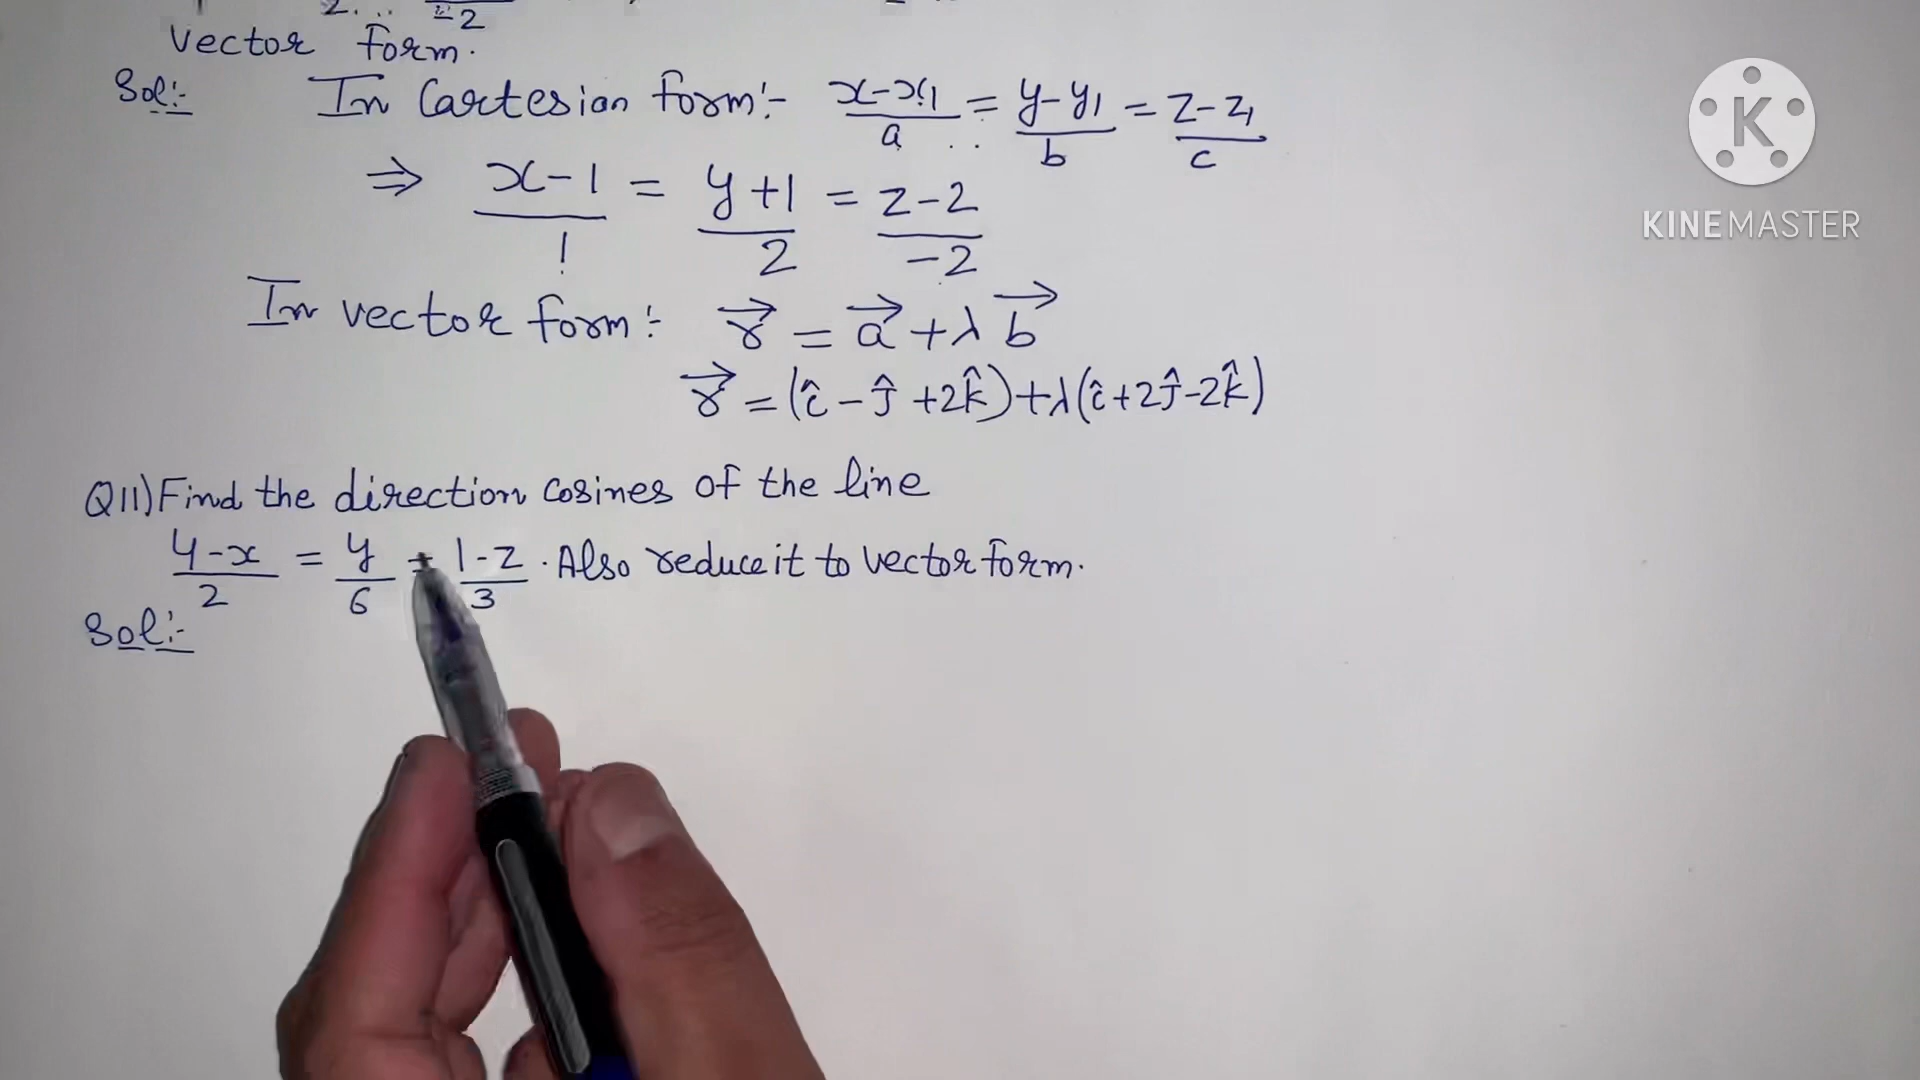 2
Vector form.
Sol:-
In Cartesian form:- x-x1/a = y-y1/b = z-z1/c
⇒ x-1/1 = y+1/2 = z-2/-2
In vector form:- r⃗ = a⃗ + λ b⃗
r⃗ = (î - ĵ + 2k̂) + λ(î + 2ĵ - 2k̂)
Q11) Find the direction cosines of the line
4-x/2 = y/6 = 1-z/3 . Also reduce it to vector form.
Sol:-
K
KINEMASTER